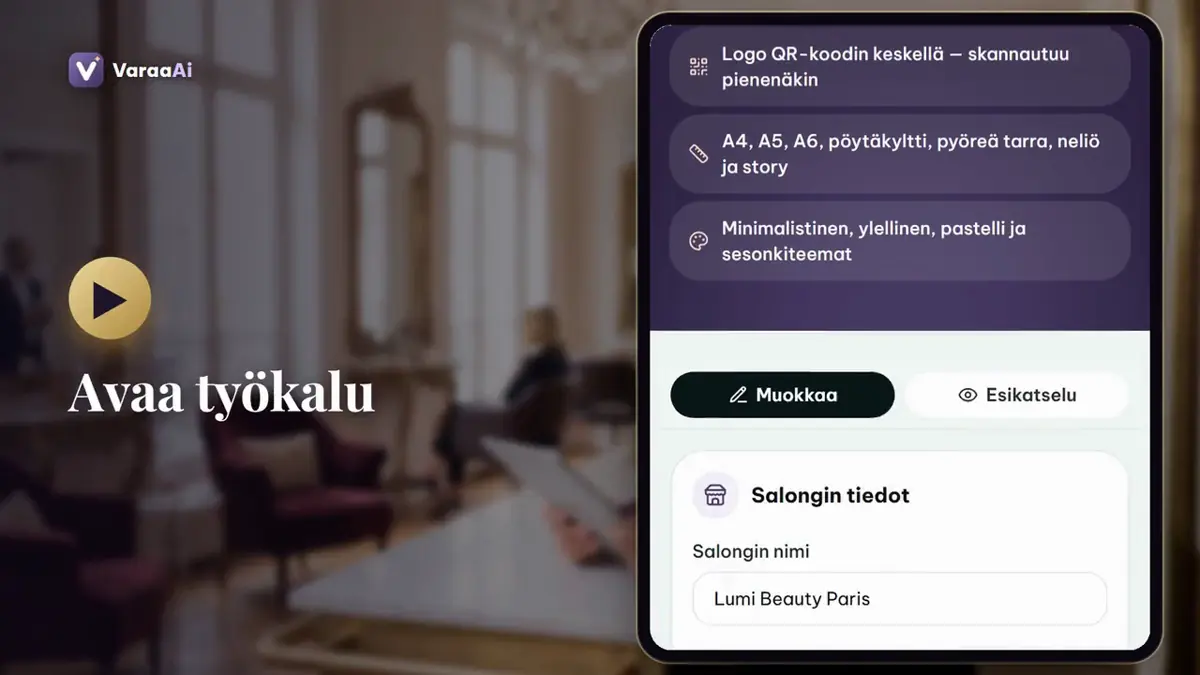 VaraaAi
Avaa työkalu
Logo QR-koodin keskellä — skannautuu
pienenäkin
A4, A5, A6, pöytäkyltti, pyöreä tarra, neliö
ja story
Minimalistinen, ylellinen, pastelli ja
sesonkiteemat
Muokkaa
Esikatselu
Salongin tiedot
Salongin nimi
Lumi Beauty Paris